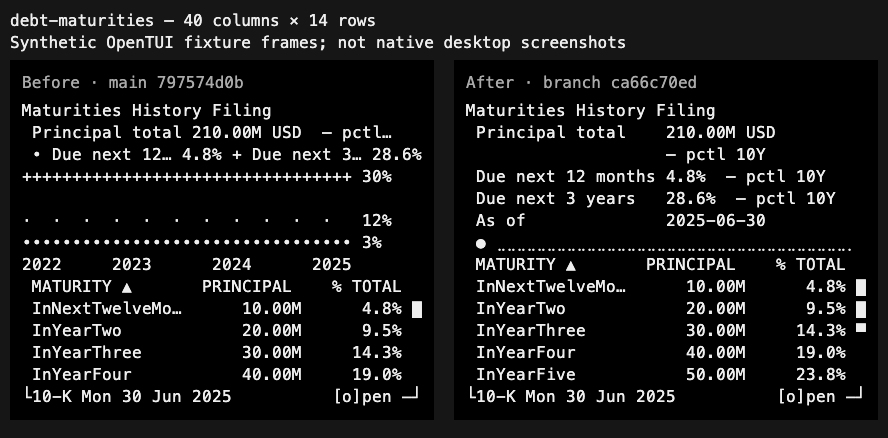 debt-maturities — 40 columns × 14 rows
Synthetic OpenTUI fixture frames; not native desktop screenshots
Before · main 797574d0b
Maturities History Filing
Principal total 210.00M USD — pctl…
• Due next 12… 4.8% + Due next 3… 28.6%
+++++++++++++++++++++++++++++++++ 30%
· · · · · · · · · · · 12%
••••••••••••••••••••••••••••••••• 3%
2022 2023 2024 2025
MATURITY ▲ PRINCIPAL % TOTAL
InNextTwelveMo… 10.00M 4.8%
InYearTwo 20.00M 9.5%
InYearThree 30.00M 14.3%
InYearFour 40.00M 19.0%
└10-K Mon 30 Jun 2025 [o]pen ─┘
After · branch ca66c70ed
Maturities History Filing
Principal total 210.00M USD
— pctl 10Y
Due next 12 months 4.8% — pctl 10Y
Due next 3 years 28.6% — pctl 10Y
As of 2025-06-30
MATURITY ▲ PRINCIPAL % TOTAL
InNextTwelveMo… 10.00M 4.8%
InYearTwo 20.00M 9.5%
InYearThree 30.00M 14.3%
InYearFour 40.00M 19.0%
InYearFive 50.00M 23.8%
└10-K Mon 30 Jun 2025 [o]pen ─┘